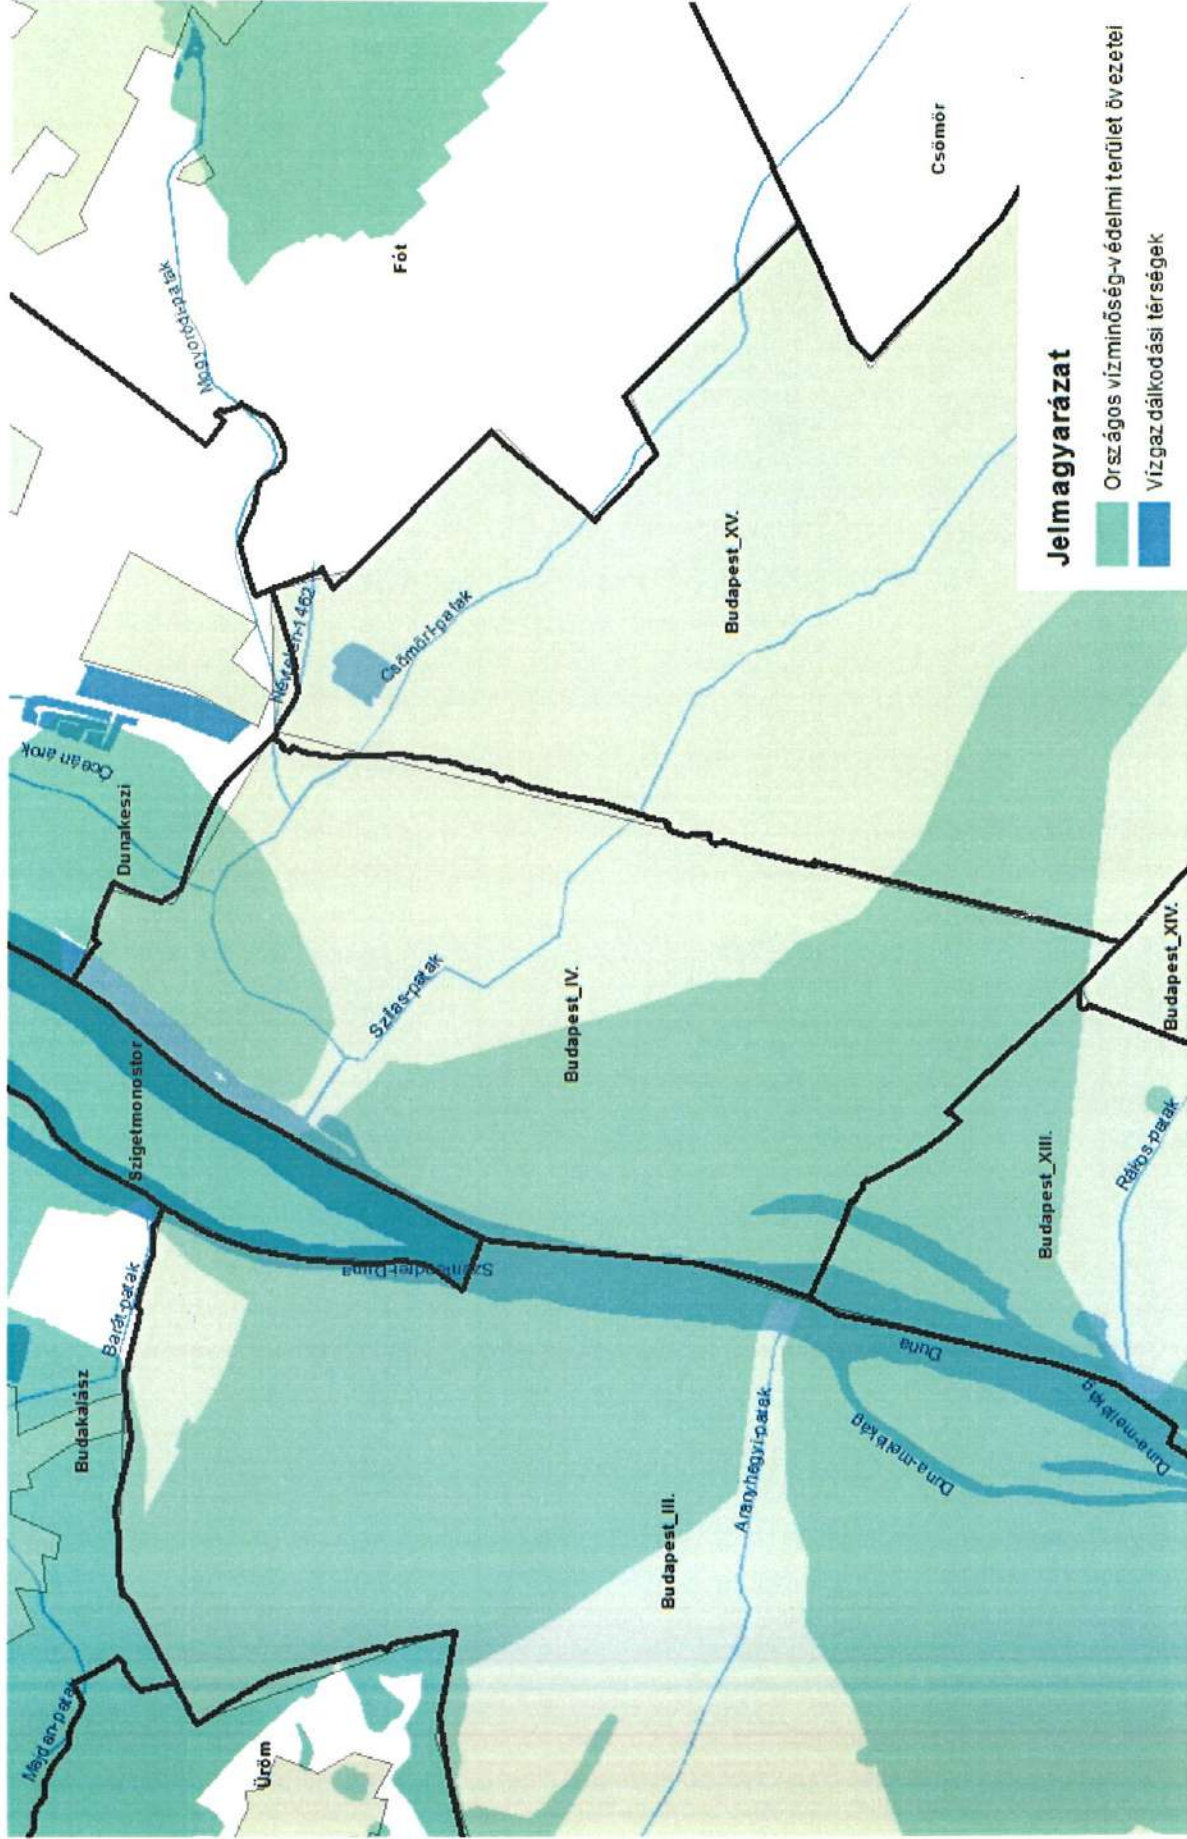 Majdan-patak
Budakalász
Barát-patak
Szigetmonostor
Dunakeszi
Óceán árok
Mogyoródi-patak
Fót
Üröm
Szentendrei-Duna
Szilas-patak
Névtelen-1462
Csömöri-patak
Budapest_IV.
Budapest_XV.
Csömör
Budapest_III.
Aranyhegyi-patak
Duna
Duna-mellékág
Duna-mellékág
Budapest_XIII.
Rákos-patak
Budapest_XIV.
Jelmagyarázat
Országos vízminőség-védelmi terület övezetei
Vízgazdálkodási térségek